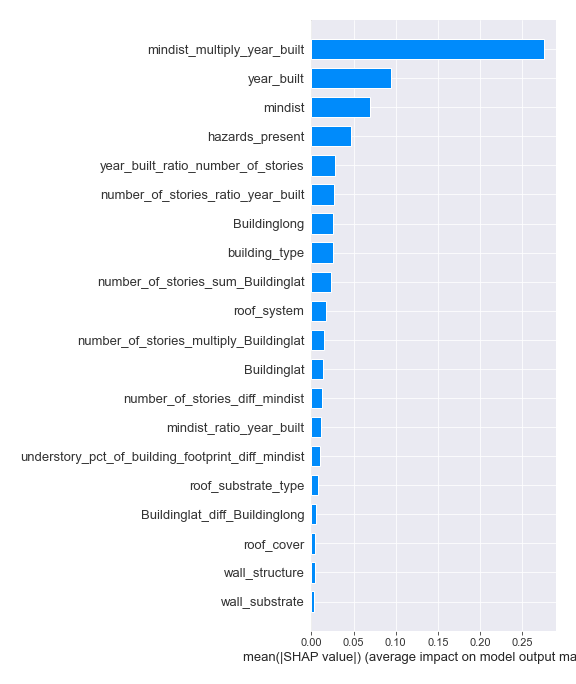 mindist_multiply_year_built
year_built
mindist
hazards_present
year_built_ratio_number_of_stories
number_of_stories_ratio_year_built
Buildinglong
building_type
number_of_stories_sum_Buildinglat
roof_system
number_of_stories_multiply_Buildinglat
Buildinglat
number_of_stories_diff_mindist
mindist_ratio_year_built
understory_pct_of_building_footprint_diff_mindist
roof_substrate_type
Buildinglat_diff_Buildinglong
roof_cover
wall_structure
wall_substrate
0.00 0.05 0.10 0.15 0.20 0.25
mean(|SHAP value|) (average impact on model output ma